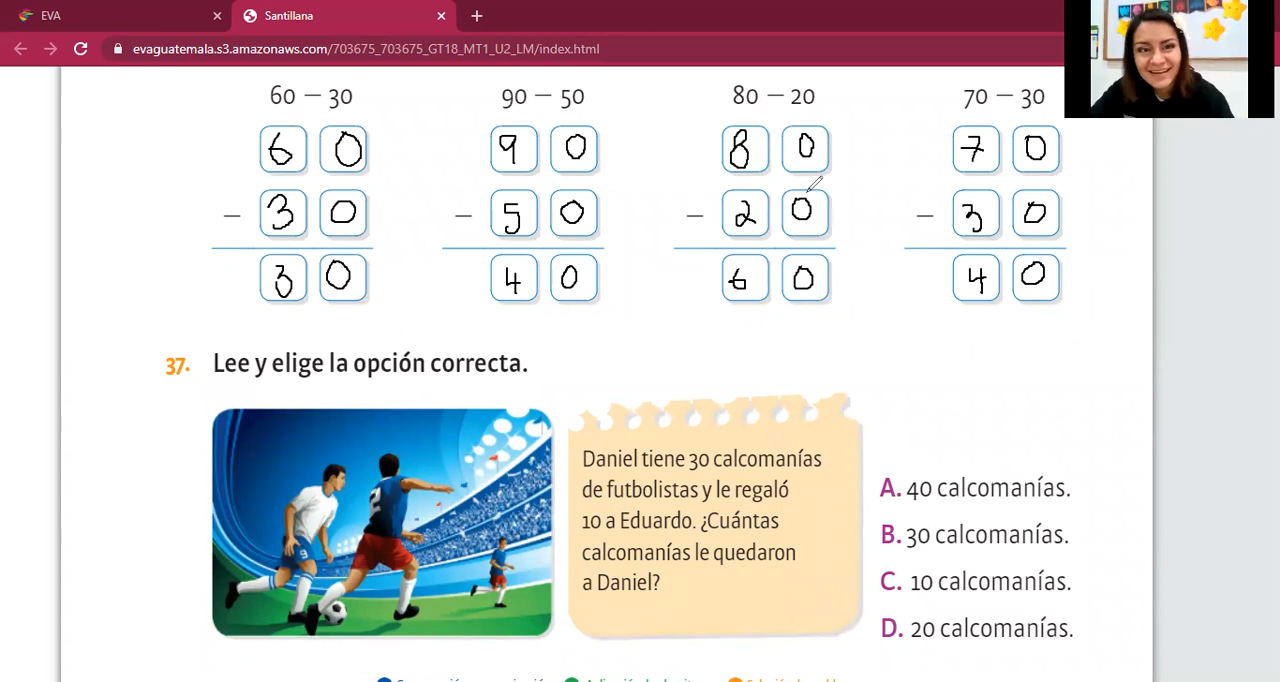 EVA
Santillana
evaguatemala.s3.amazonaws.com/703675_703675_GT18_MT1_U2_LM/index.html
60 – 30 90 – 50 80 – 20 70 – 30
6 0 9 0 8 0 7 0
– 3 0 – 5 0 – 2 0 – 3 0
3 0 4 0 6 0 4 0
37. Lee y elige la opción correcta.
2
9
Daniel tiene 30 calcomanías
de futbolistas y le regaló
10 a Eduardo. ¿Cuántas
calcomanías le quedaron
a Daniel?
A. 40 calcomanías.
B. 30 calcomanías.
C. 10 calcomanías.
D. 20 calcomanías.